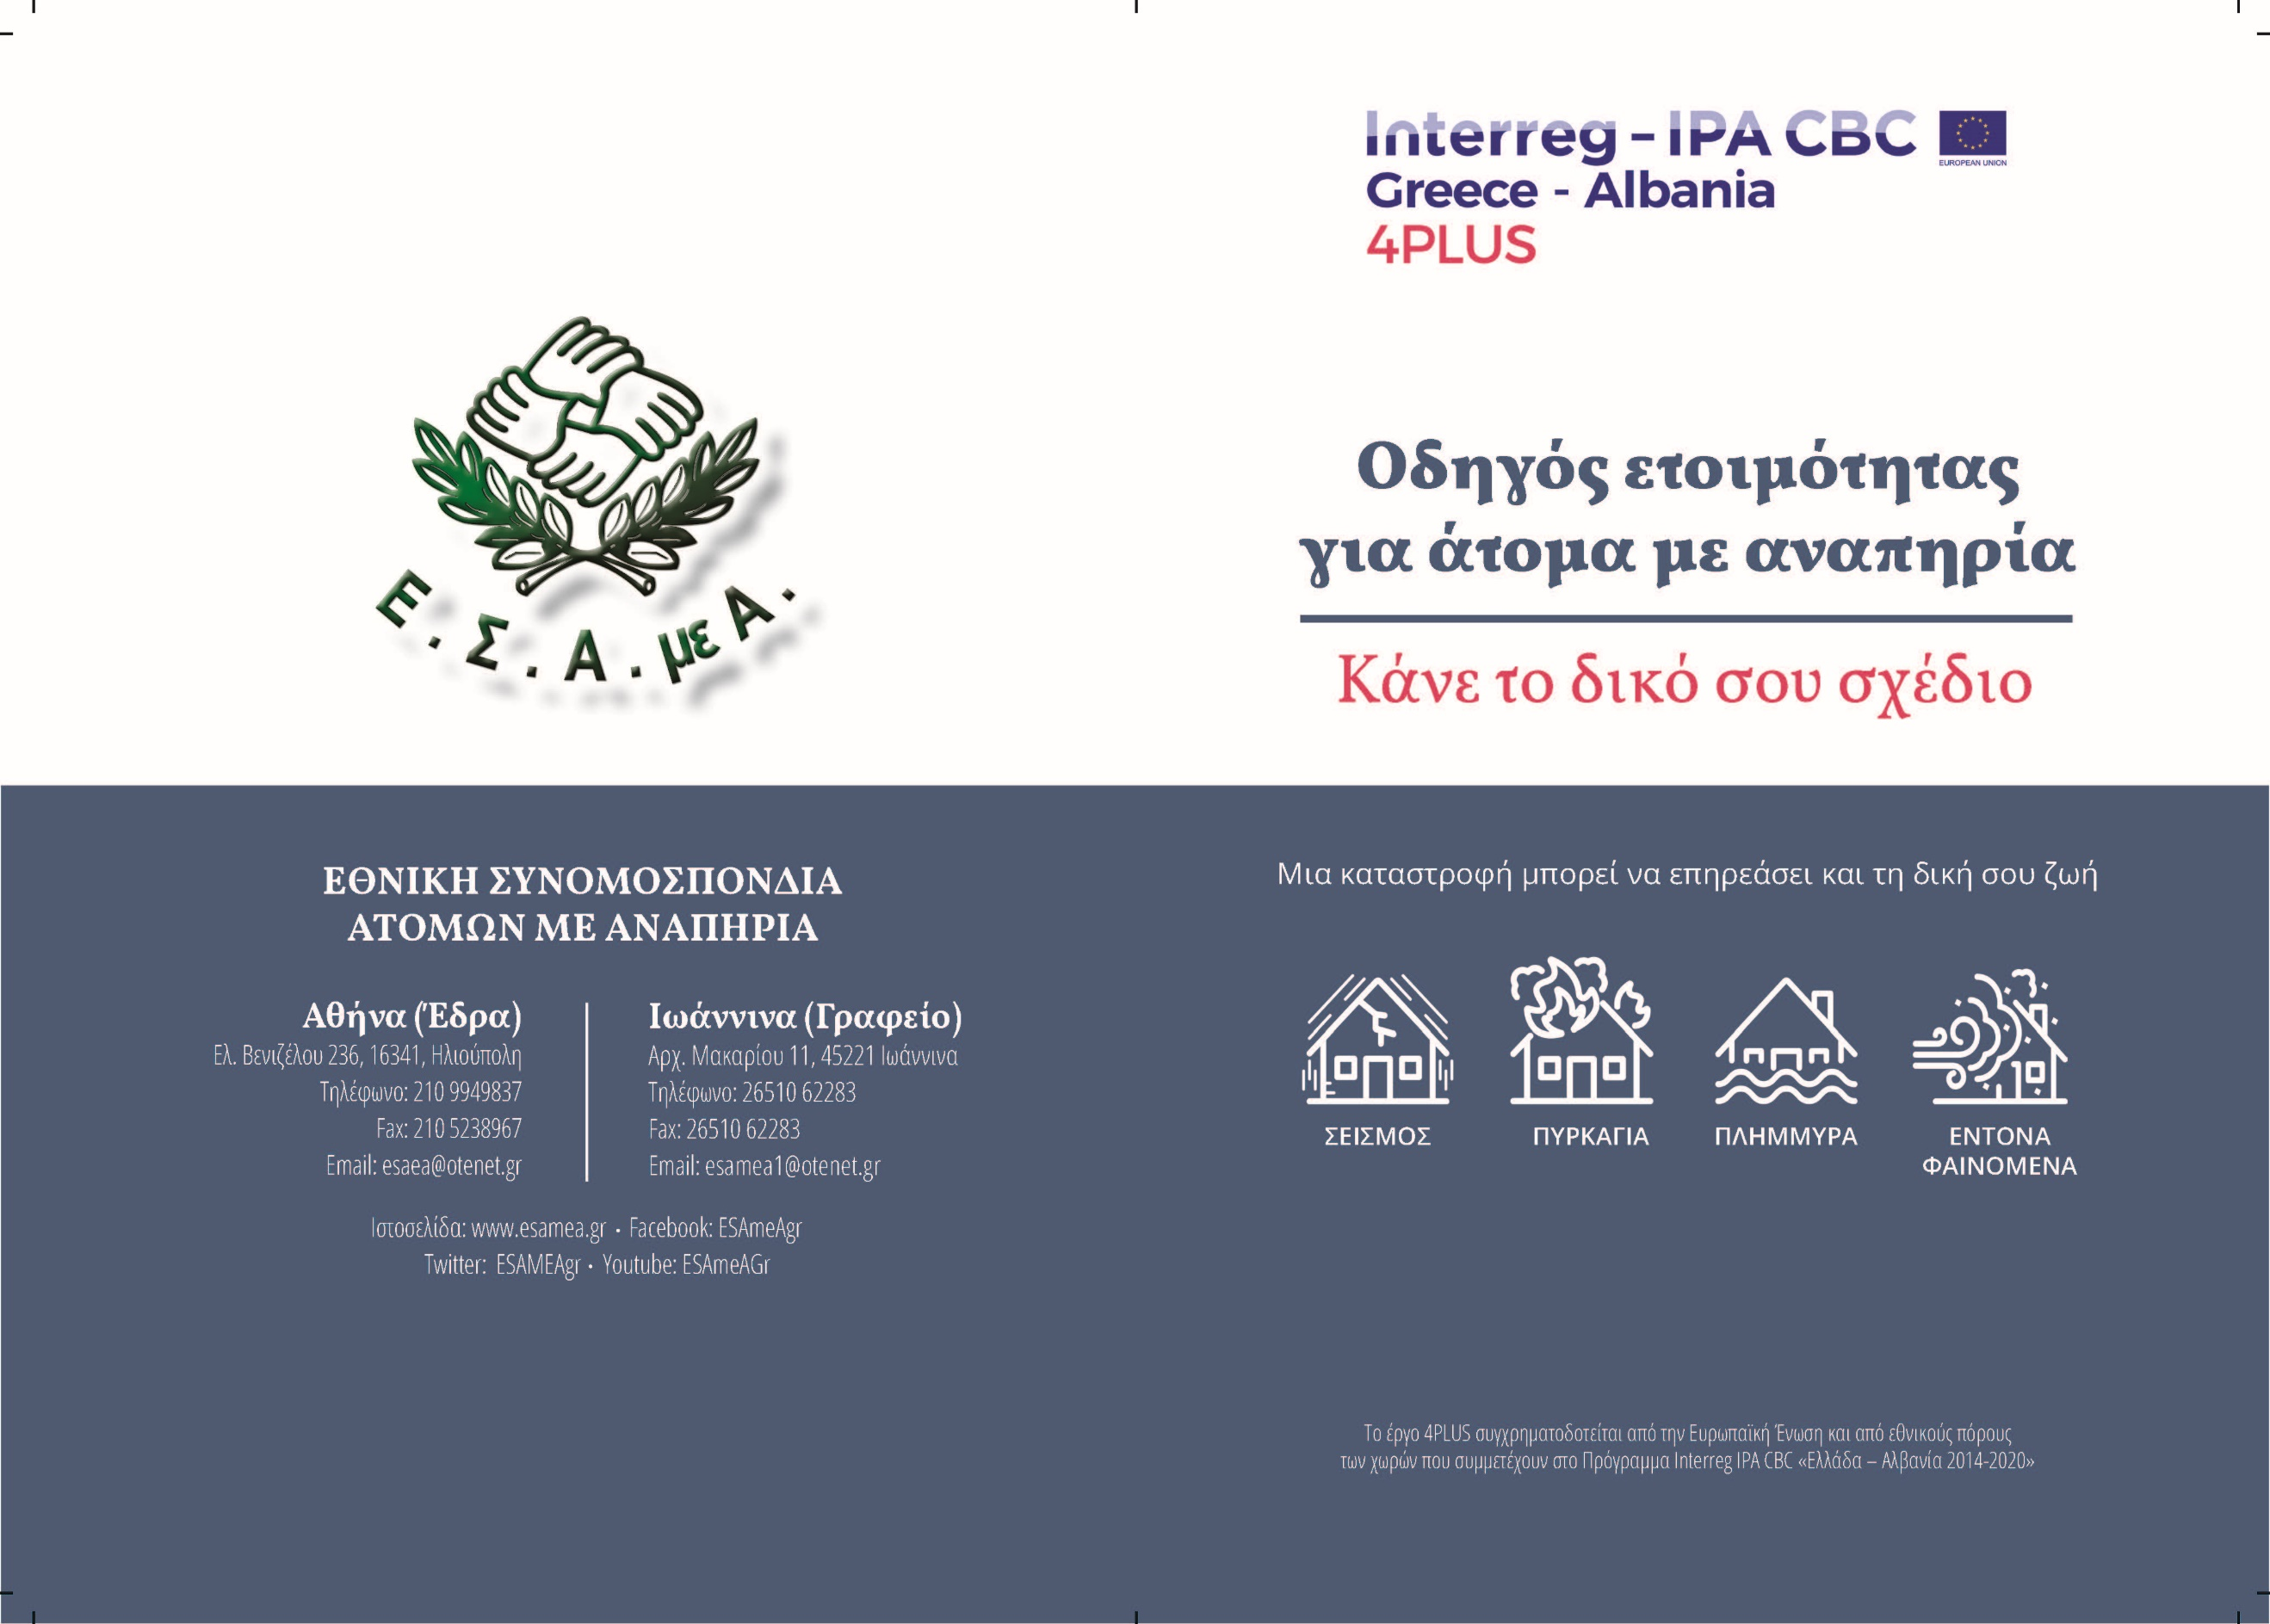 Ε.Σ.Α.μεΑ.
ΕΘΝΙΚΗ ΣΥΝΟΜΟΣΠΟΝΔΙΑ
ΑΤΟΜΩΝ ΜΕ ΑΝΑΠΗΡΙΑ
Αθήνα (Έδρα)
Ελ. Βενιζέλου 236, 16341, Ηλιούπολη
Τηλέφωνο: 210 9949837
Fax: 210 5238967
Email: esaea@otenet.gr
Ιωάννινα (Γραφείο)
Αρχ. Μακαρίου 11, 45221 Ιωάννινα
Τηλέφωνο: 26510 62283
Fax: 26510 62283
Email: esamea1@otenet.gr
Ιστοσελίδα: www.esamea.gr • Facebook: ESAmeAgr
Twitter: ESAMEAgr • Youtube: ESAmeAGr
Interreg - IPA CBC
EUROPEAN UNION
Greece - Albania
4PLUS
Οδηγός ετοιμότητας
για άτομα με αναπηρία
Κάνε το δικό σου σχέδιο
Μια καταστροφή μπορεί να επηρεάσει και τη δική σου ζωή
ΣΕΙΣΜΟΣ
ΠΥΡΚΑΓΙΑ
ΠΛΗΜΜΥΡΑ
ΕΝΤΟΝΑ
ΦΑΙΝΟΜΕΝΑ
Το έργο 4PLUS συγχρηματοδοτείται από την Ευρωπαϊκή Ένωση και από εθνικούς πόρους
των χωρών που συμμετέχουν στο Πρόγραμμα Interreg IPA CBC «Ελλάδα – Αλβανία 2014-2020»